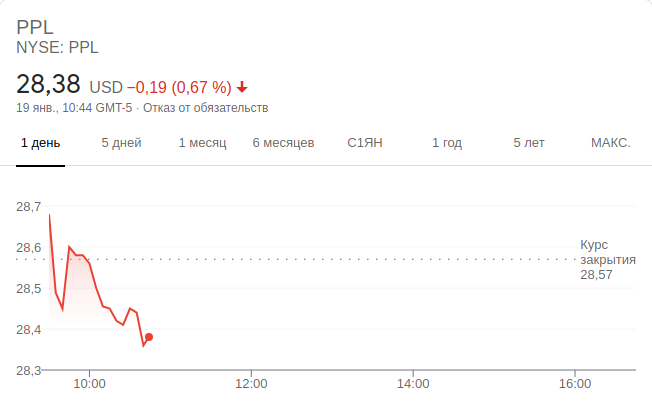 PPL
NYSE: PPL
28,38 USD −0,19 (0,67 %)
19 янв., 10:44 GMT-5 · Отказ от обязательств
1 день 5 дней 1 месяц 6 месяцев С1ЯН 1 год 5 лет МАКС.
28,7
28,6
28,5
28,4
28,3
Курс
закрытия
28,57
10:00 12:00 14:00 16:00